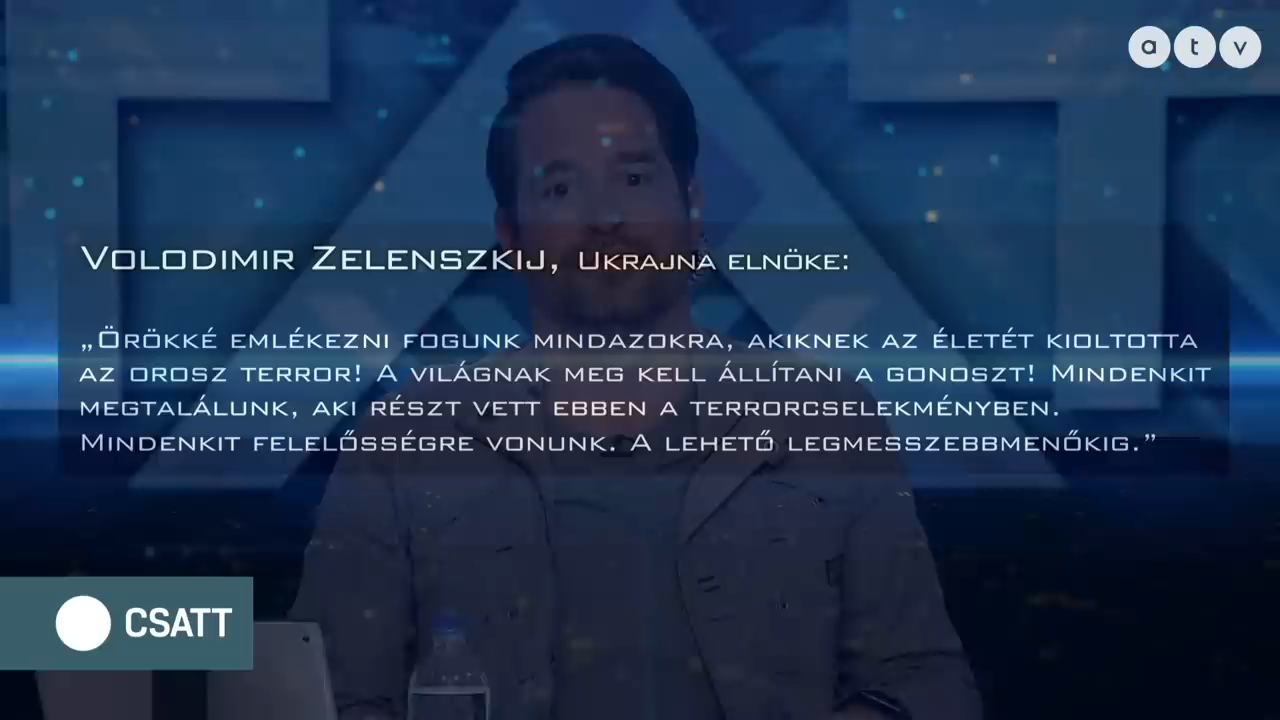 atv
VOLODIMIR ZELENSZKIJ, UKRAJNA ELNÖKE:
„ÖRÖKKÉ EMLÉKEZNI FOGUNK MINDAZOKRA, AKIKNEK AZ ÉLETÉT KIOLTOTTA
AZ OROSZ TERROR! A VILÁGNAK MEG KELL ÁLLÍTANI A GONOSZT! MINDENKIT
MEGTALÁLUNK, AKI RÉSZT VETT EBBEN A TERRORCSELEKMÉNYBEN.
MINDENKIT FELELŐSSÉGRE VONUNK. A LEHETŐ LEGMESSZEBBMENŐKIG.”
CSATT